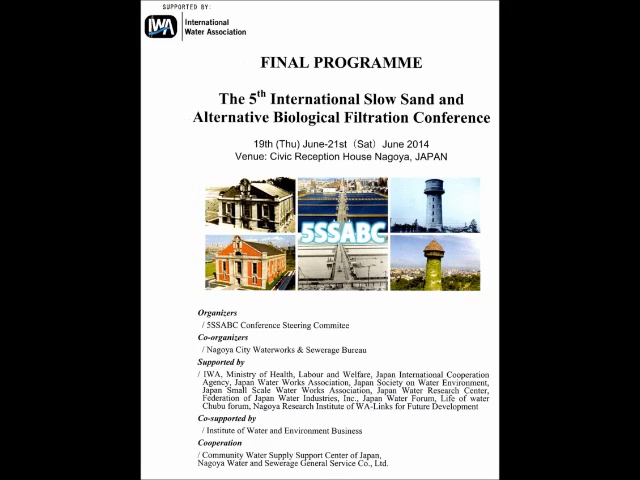 SUPPORTED BY:
IWA
International
Water Association
FINAL PROGRAMME
The 5th International Slow Sand and
Alternative Biological Filtration Conference
19th (Thu) June-21st（Sat）June 2014
Venue: Civic Reception House Nagoya, JAPAN
5SSABC
Organizers
/ 5SSABC Conference Steering Commitee
Co-organizers
/ Nagoya City Waterworks & Sewerage Bureau
Supported by
/ IWA, Ministry of Health, Labour and Welfare, Japan International Cooperation
Agency, Japan Water Works Association, Japan Society on Water Environment,
Japan Small Scale Water Works Association, Japan Water Research Center,
Federation of Japan Water Industries, Inc., Japan Water Forum, Life of water
Chubu forum, Nagoya Research Institute of WA-Links for Future Development
Co-supported by
/ Institute of Water and Environment Business
Cooperation
/ Community Water Supply Support Center of Japan,
Nagoya Water and Sewerage General Service Co., Ltd.